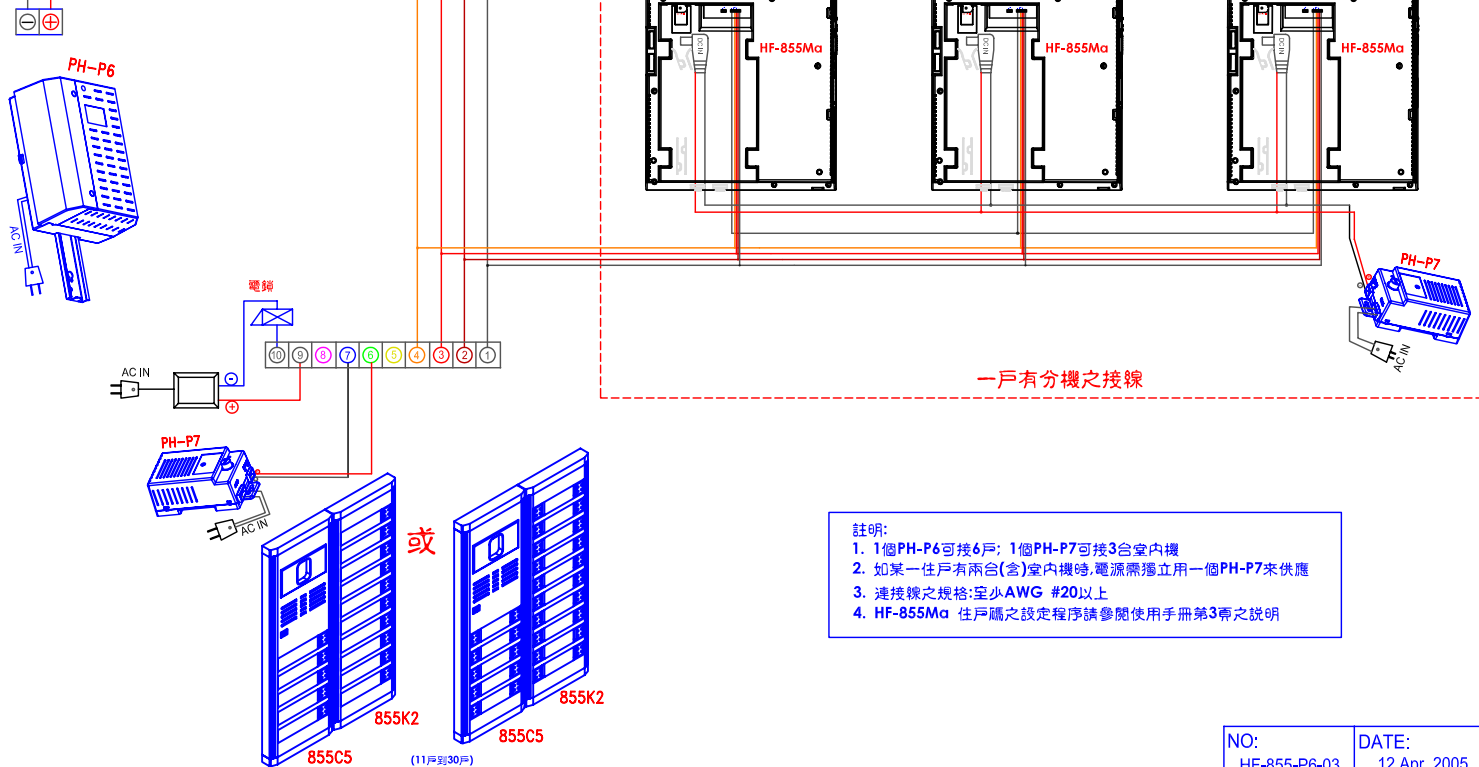 ⊖ ⊕
PH-P6
AC IN
DC IN
HF-855Ma
DC IN
HF-855Ma
DC IN
HF-855Ma
PH-P7
AC IN
一戶有分機之接線
電鎖
10 9 8 7 6 5 4 3 2 1
AC IN
⊖
⊕
PH-P7
AC IN
或
855K2
855C5
855K2
855C5
(11戶到30戶)
註明:
1. 1個PH-P6可接6戶; 1個PH-P7可接3台室內機
2. 如某一住戶有兩台(含)室內機時,電源需獨立用一個PH-P7來供應
3. 連接線之規格:至少AWG #20以上
4. HF-855Ma 住戶碼之設定程序請參閱使用手冊第3頁之說明
NO:
HF-855-P6-03
DATE:
12 Apr. 2005